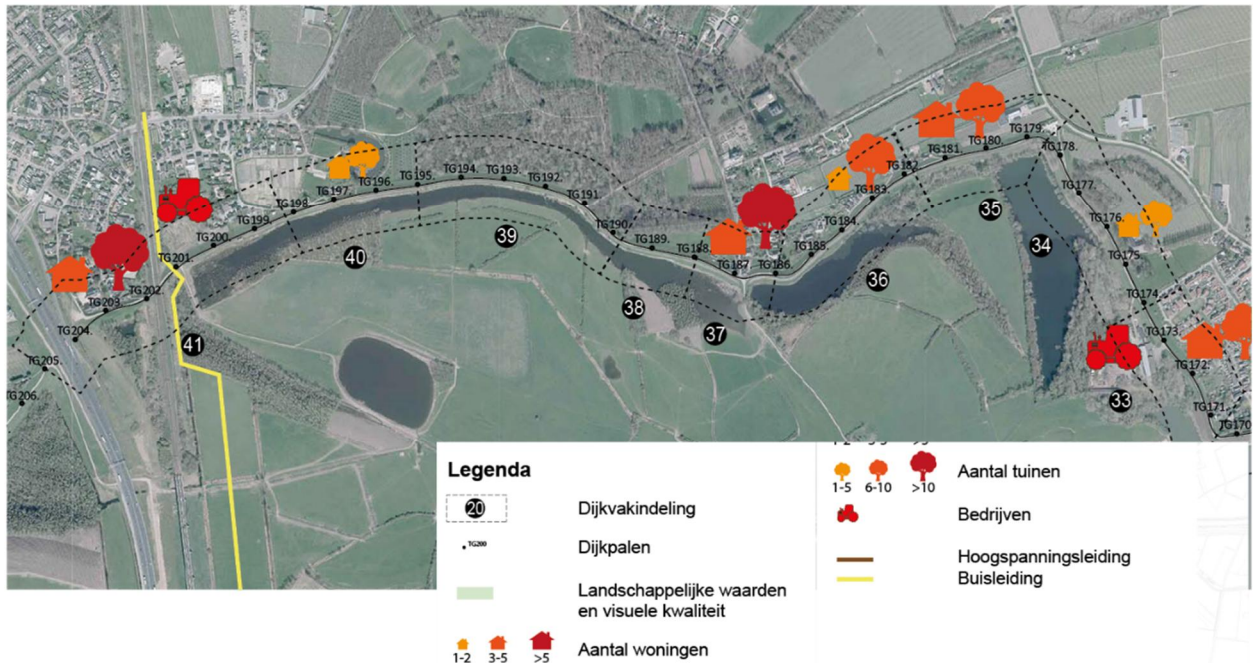 TG179.
TG180.
TG181.
TG182.
TG178.
TG177.
TG176.
TG175.
TG174.
TG173.
TG172.
TG171.
TG170
TG183.
TG184.
TG185.
TG186.
TG187.
TG188.
TG189.
TG190.
TG191.
TG192.
TG193.
TG194.
TG195.
TG196.
TG197.
TG198.
TG199.
TG200.
TG201.
TG202.
TG203.
TG204.
TG205.
TG206.
33
34
35
36
37
38
39
40
41
Legenda
20 Dijkvakindeling
TG200 Dijkpalen
Landschappelijke waarden
en visuele kwaliteit
1-2 3-5 >5 Aantal woningen
1-5 6-10 >10 Aantal tuinen
Bedrijven
Hoogspanningsleiding
Buisleiding